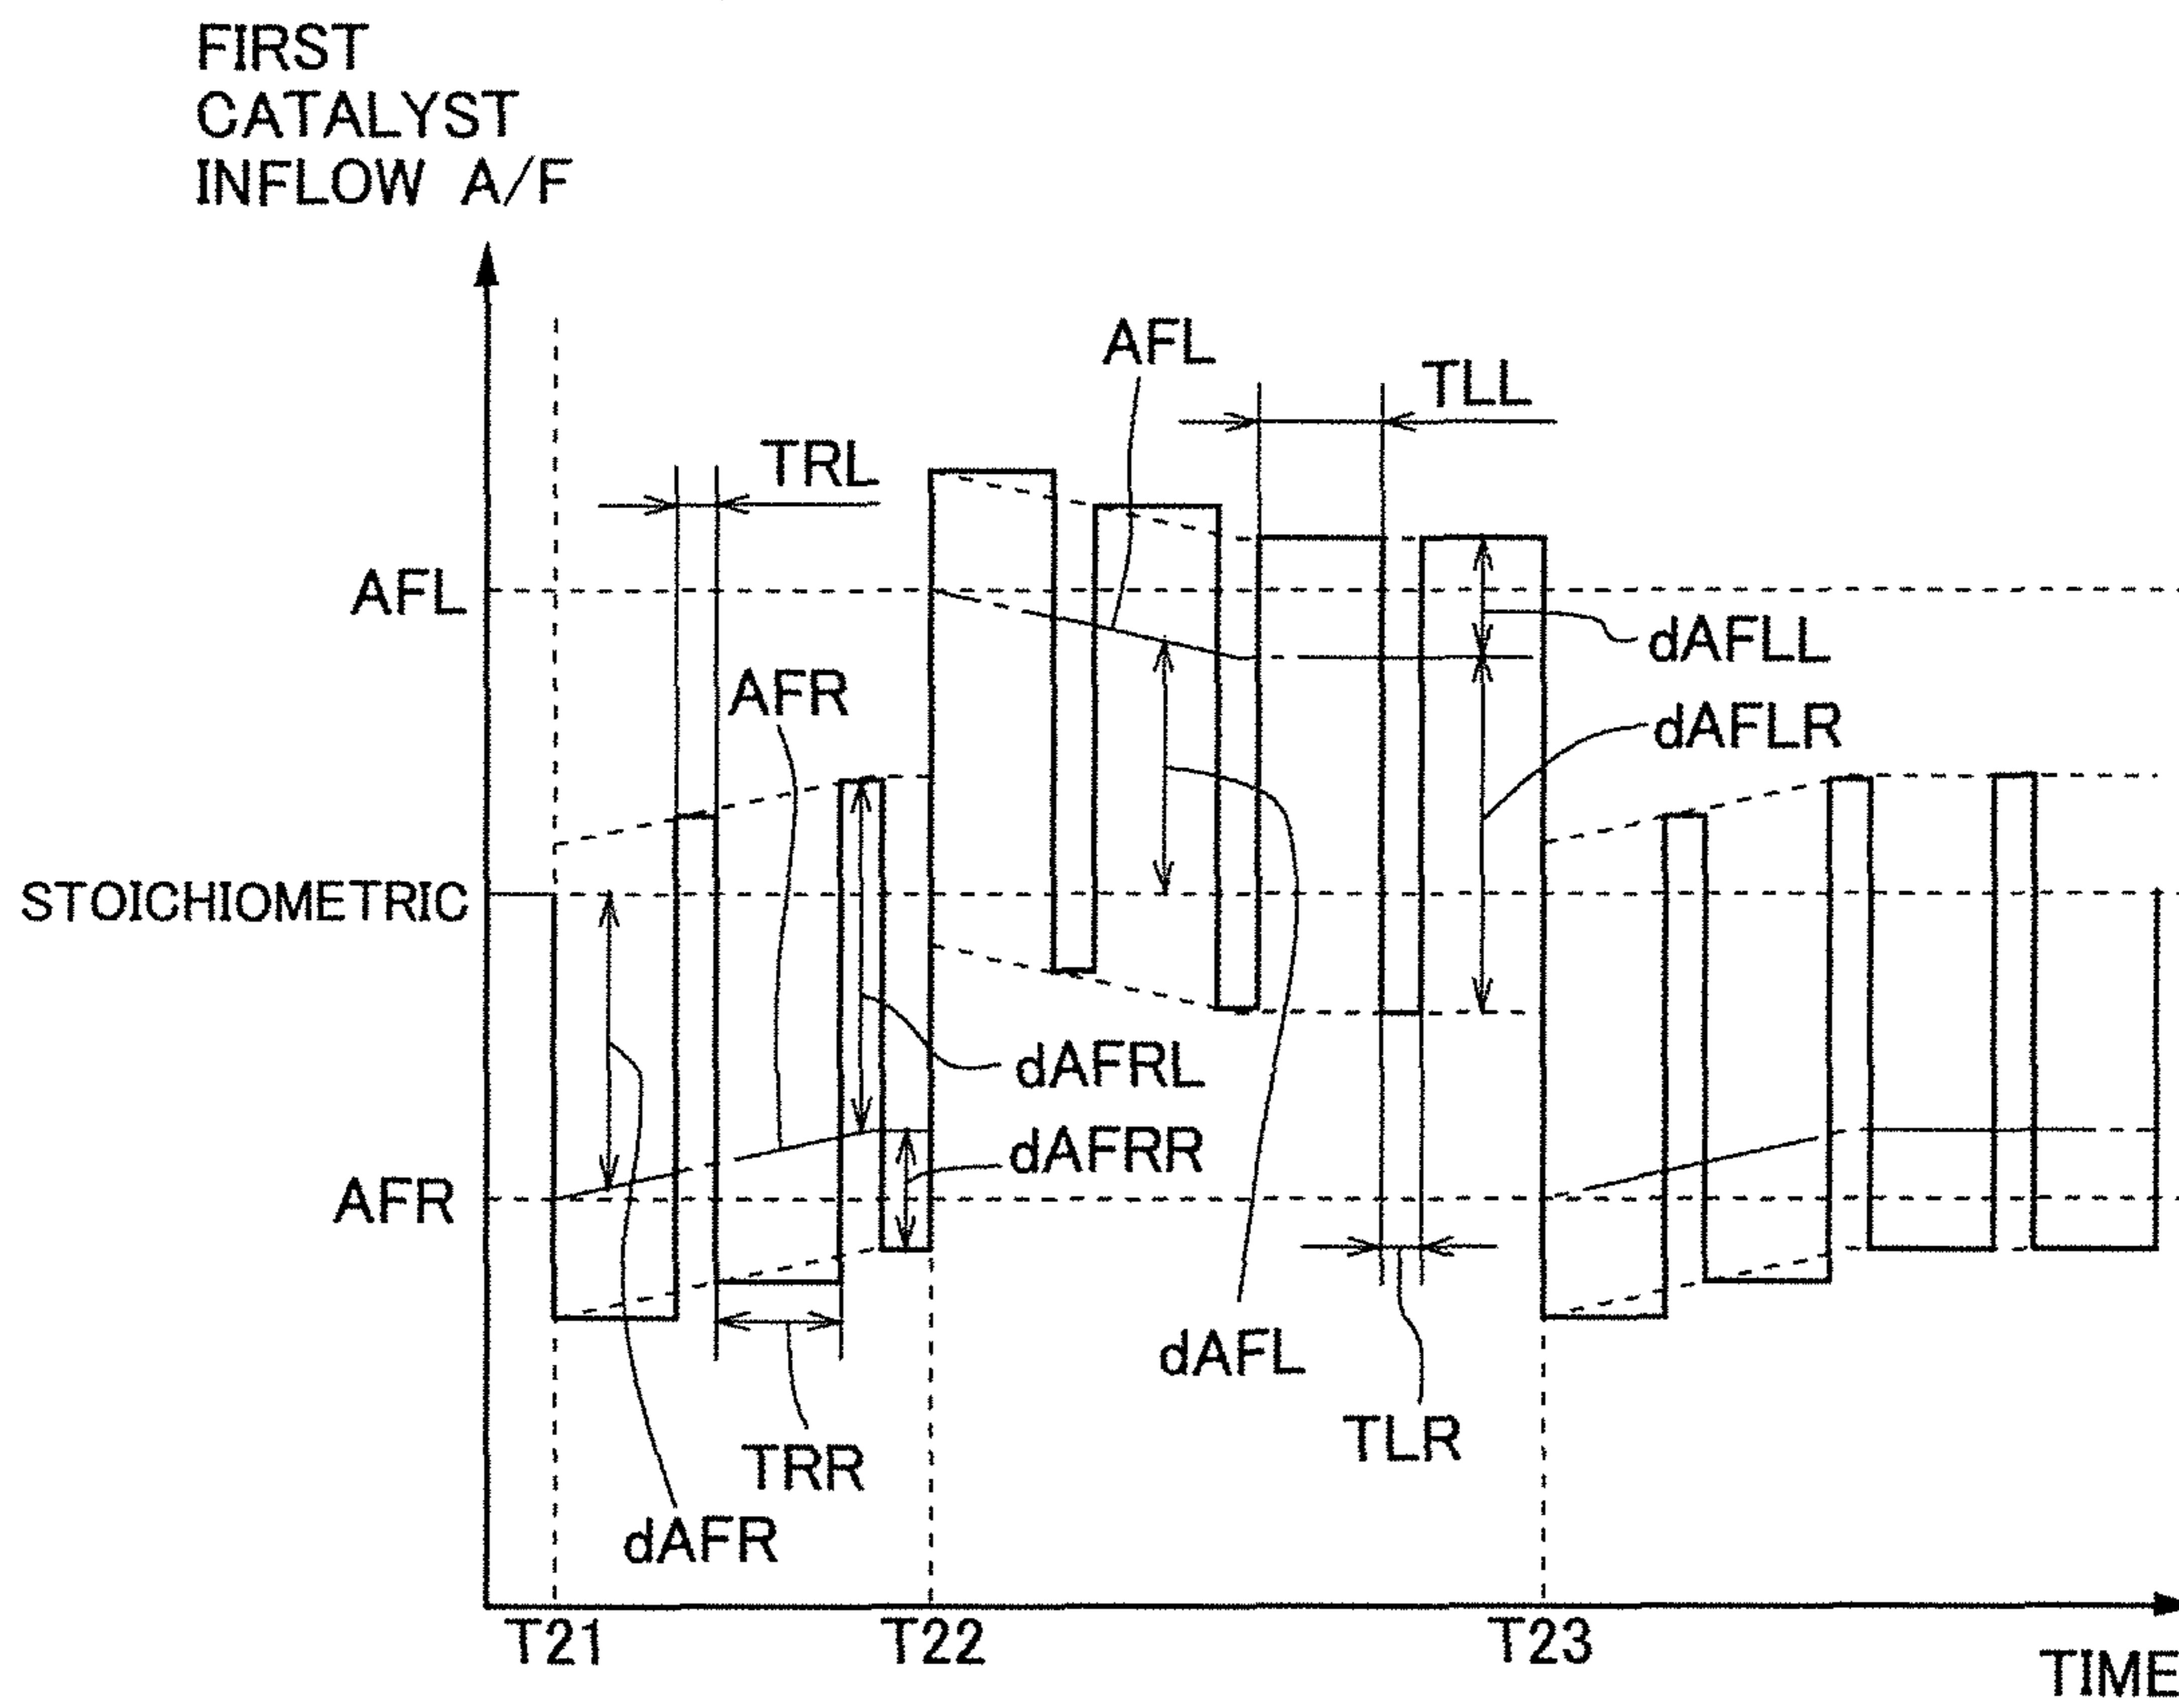 FIRST
CATALYST
INFLOW A/F
AFL
TLL
TRL
AFL
dAFLL
AFR
dAFLR
STOICHIOMETRIC
dAFRL
dAFRR
AFR
dAFL
TLR
TRR
dAFR
T21
T22
T23
TIME